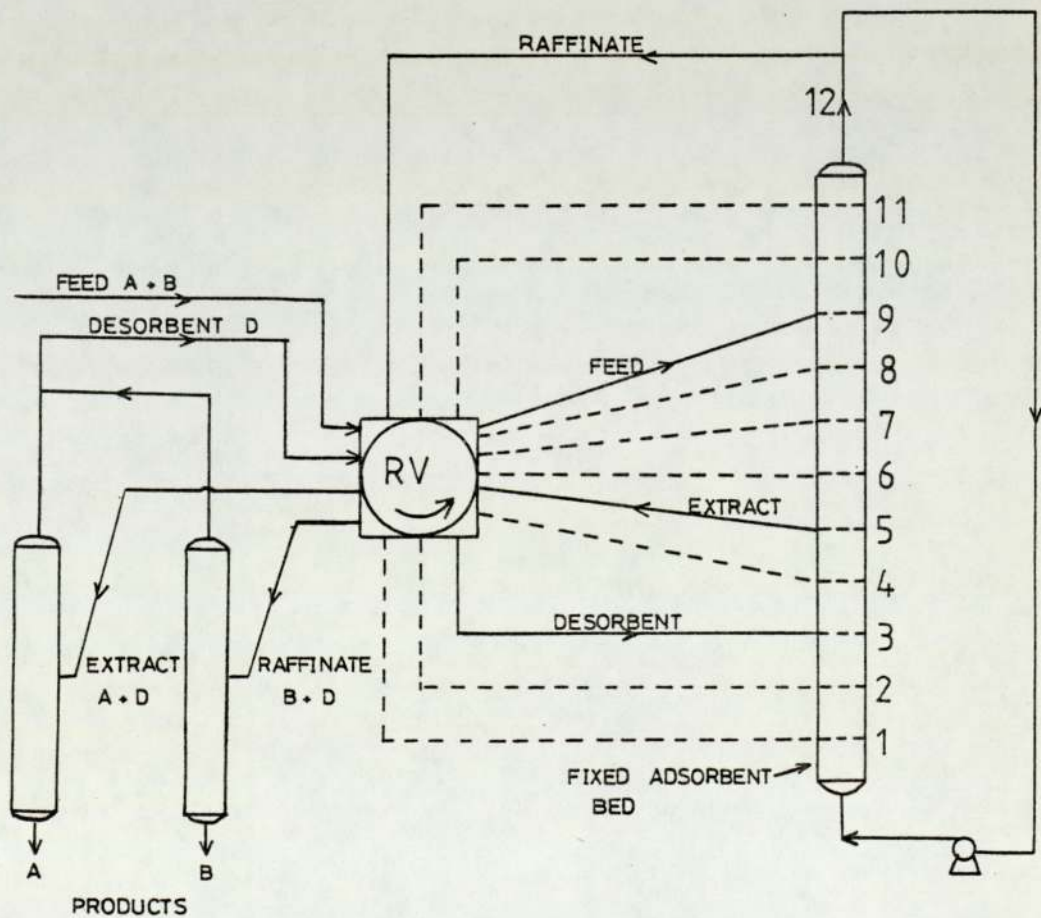 RAFFINATE
12
11
10
FEED A + B
9
DESORBENT D
FEED
8
7
RV
6
EXTRACT
5
4
DESORBENT
3
EXTRACT
A + D
RAFFINATE
B + D
2
1
FIXED ADSORBENT
BED
A
B
PRODUCTS